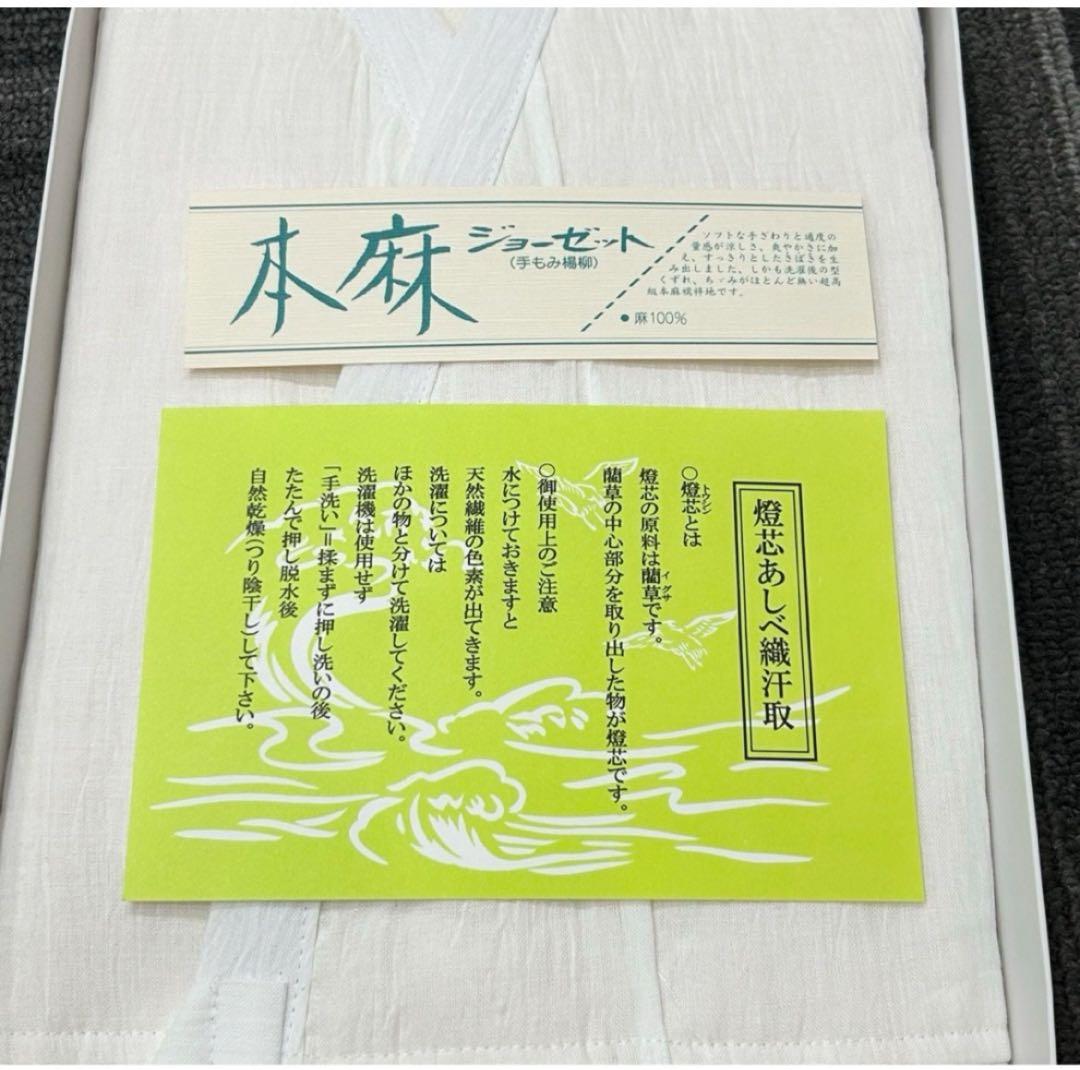 本麻
ジョーゼット
(手もみ楊柳)
ソフトな手ざわりと適度の
量感が涼しさ、爽やかさに加
え、すっきりとしたさばきを生
み出しました、しかも洗濯後の型
くずれ、ちゞみがほとんど無い超高
級本麻襦袢地です。
●麻100%
燈芯あしべ織汗取
○燈芯とは
トウシン
燈芯の原料は藺草です。
イグサ
藺草の中心部分を取り出した物が燈芯です。
○御使用上のご注意
水につけておきますと
天然繊維の色素が出てきます。
洗濯については
ほかの物と分けて洗濯してください。
洗濯機は使用せず
「手洗い」=揉まずに押し洗いの後
たたんで押し脱水後
自然乾燥(つり陰干し)して下さい。